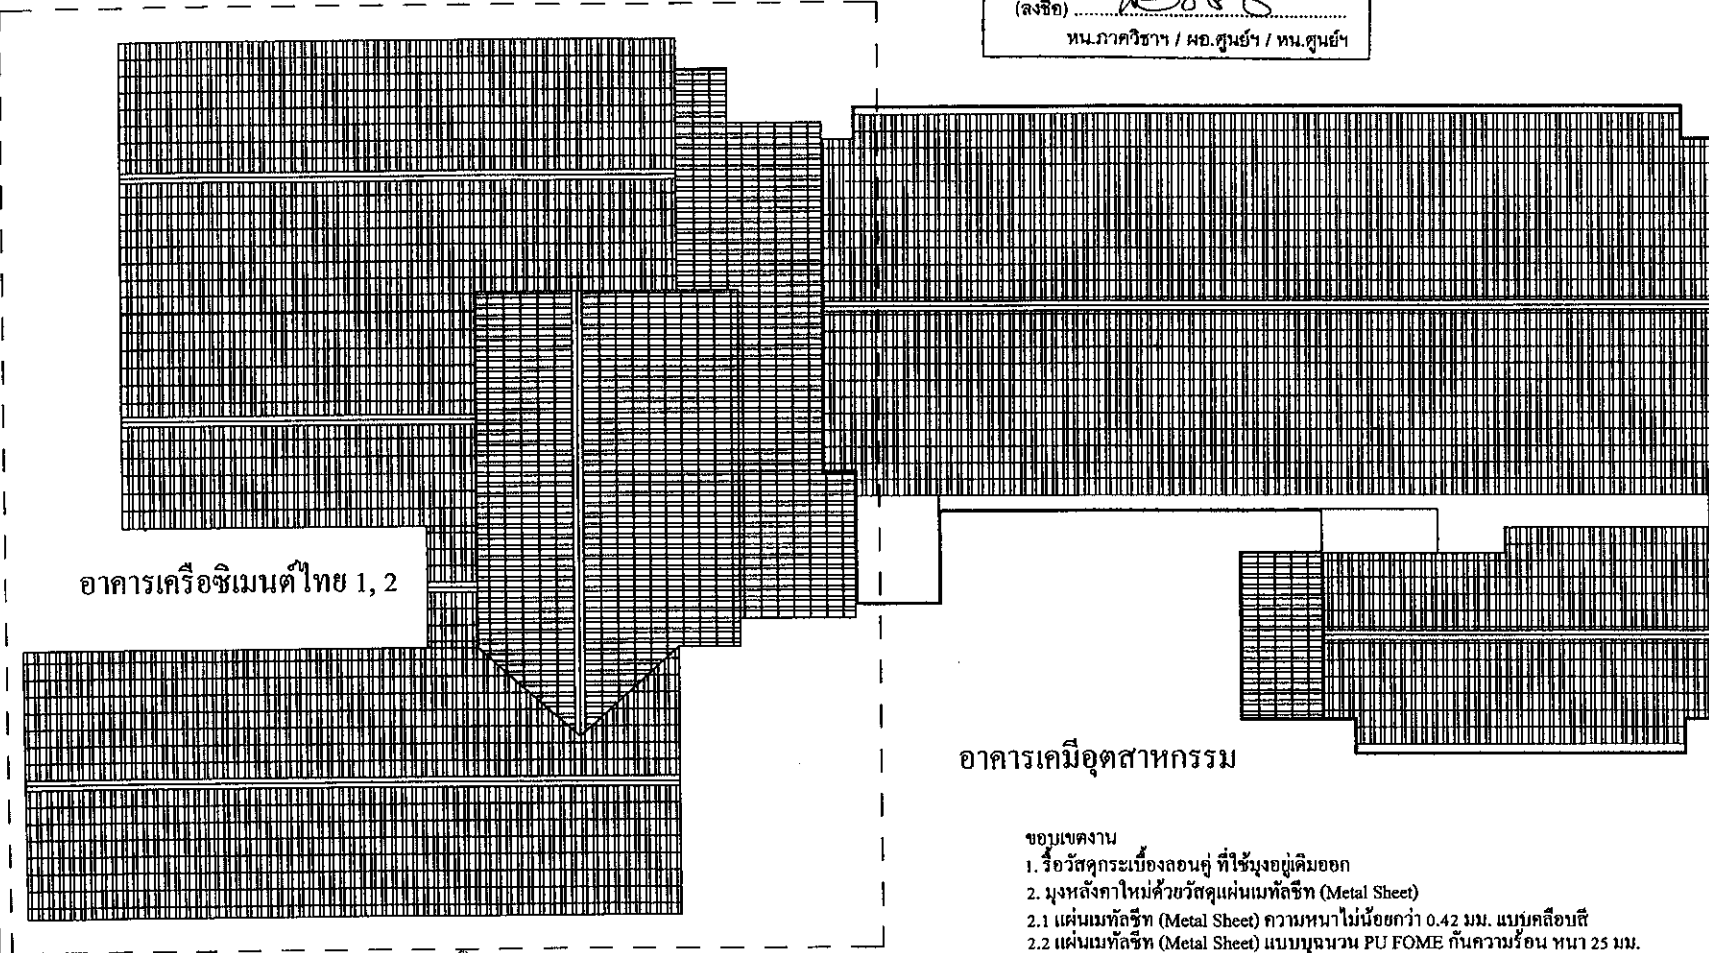 (ลงชื่อ)
หน.ภาควิชาฯ / ผอ.ศูนย์ฯ / หน.ศูนย์ฯ
อาคารเครือซิเมนต์ไทย 1, 2
อาคารเคมีอุตสาหกรรม
ขอบเขตงาน
1. รื้อวัสดุกระเบื้องลอนคู่ ที่ใช้มุงอยู่เดิมออก
2. มุงหลังคาใหม่ด้วยวัสดุแผ่นเมทัลชีท (Metal Sheet)
2.1 แผ่นเมทัลชีท (Metal Sheet) ความหนาไม่น้อยกว่า 0.42 มม. แบบคลือบสี
2.2 แผ่นเมทัลชีท (Metal Sheet) แบบบุฉนวน PU FOME กันความร้อน หนา 25 มม.